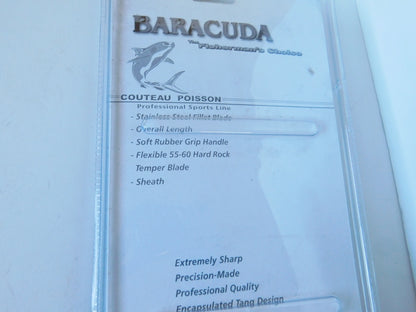 BARACUDA
The Fisherman's Choice
COUTEAU POISSON
Professional Sports Line
- Stainless Steel Fillet Blade
- Overall Length
- Soft Rubber Grip Handle
- Flexible 55-60 Hard Rock
Temper Blade
- Sheath
Extremely Sharp
Precision-Made
Professional Quality
Encapsulated Tang Design